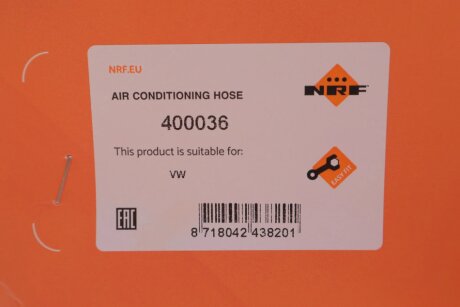 NRF.EU
NRF
AIR CONDITIONING HOSE
400036
This product is suitable for:
VW
EASY FIT
EAC
8 718042 438201